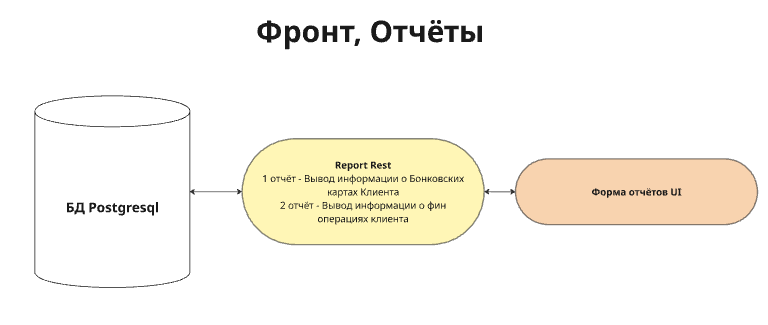 Фронт, Отчёты
БД Postgresql
Report Rest
1 отчёт - Вывод информации о Бонковских
картах Клиента
2 отчёт - Вывод информации о фин
операциях клиента
Форма отчётов UI